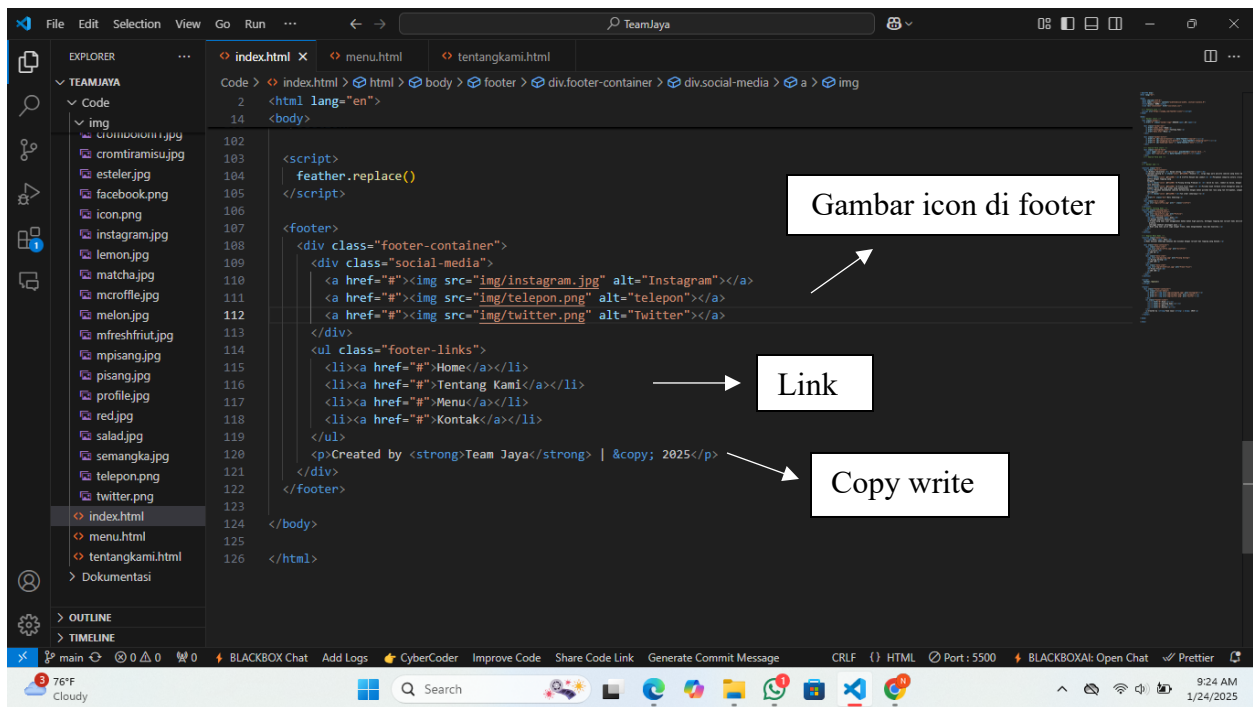 File Edit Selection View Go Run ... TeamJaya
EXPLORER ...
index.html
menu.html
tentangkami.html
TEAMJAYA
Code > index.html > html > body > footer > div.footer-container > div.social-media > a > img
Code
img
cromtiramisu.jpg
esteler.jpg
facebook.png
icon.png
instagram.jpg
lemon.jpg
matcha.jpg
mcroffle.jpg
melon.jpg
mfreshfriut.jpg
mpisang.jpg
pisang.jpg
profile.jpg
red.jpg
salad.jpg
semangka.jpg
telepon.png
twitter.png
index.html
menu.html
tentangkami.html
Dokumentasi
OUTLINE
TIMELINE
2 <html lang="en">
14 <body>
102
103 <script>
104 feather.replace()
105 </script>
106
107 <footer>
108 <div class="footer-container">
109 <div class="social-media">
110 <a href="#"><img src="img/instagram.jpg" alt="Instagram"></a>
111 <a href="#"><img src="img/telepon.png" alt="telepon"></a>
112 <a href="#"><img src="img/twitter.png" alt="Twitter"></a>
113 </div>
114 <ul class="footer-links">
115 <li><a href="#">Home</a></li>
116 <li><a href="#">Tentang Kami</a></li>
117 <li><a href="#">Menu</a></li>
118 <li><a href="#">Kontak</a></li>
119 </ul>
120 <p>Created by <strong>Team Jaya</strong> | &copy; 2025</p>
121 </div>
122 </footer>
123
124 </body>
125
126 </html>
Gambar icon di footer
Link
Copy write
main 0 0 0 BLACKBOX Chat Add Logs CyberCoder Improve Code Share Code Link Generate Commit Message CRLF {} HTML Port : 5500 BLACKBOXAI: Open Chat Prettier
3 76°F
Cloudy
Search
1
N
9:24 AM
1/24/2025